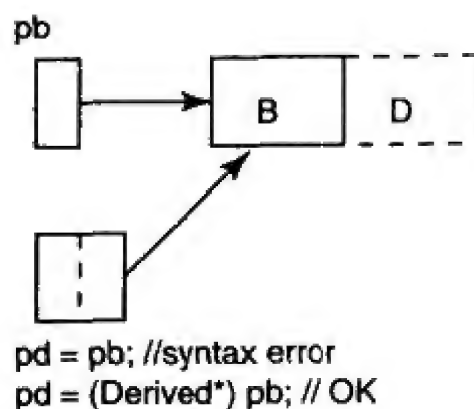 pb
B D
pd = pb; //syntax error
pd = (Derived*) pb; // OK